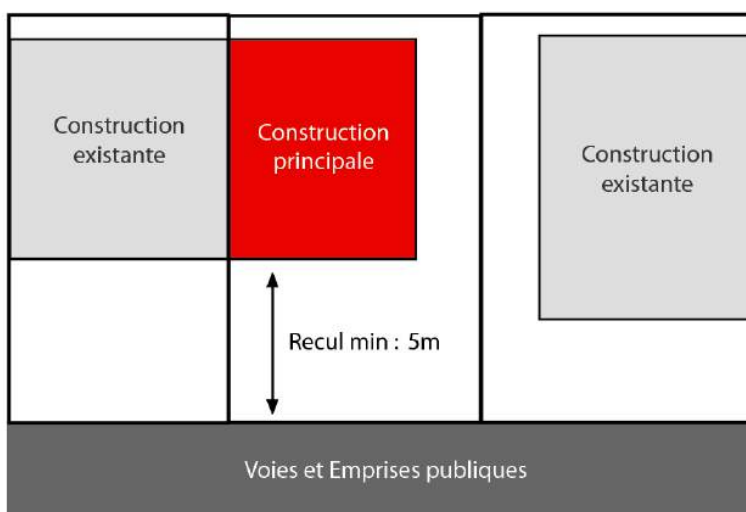 Construction
existante
Construction
principale
Construction
existante
Recul min : 5m
Voies et Emprises publiques